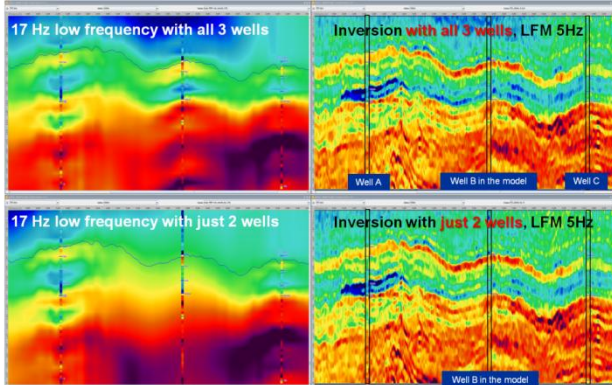 17 Hz low frequency with all 3 wells
Inversion with all 3 wells, LFM 5Hz
Well A
Well B in the model
Well C
17 Hz low frequency with just 2 wells
Inversion with just 2 wells, LFM 5Hz
Well B in the model